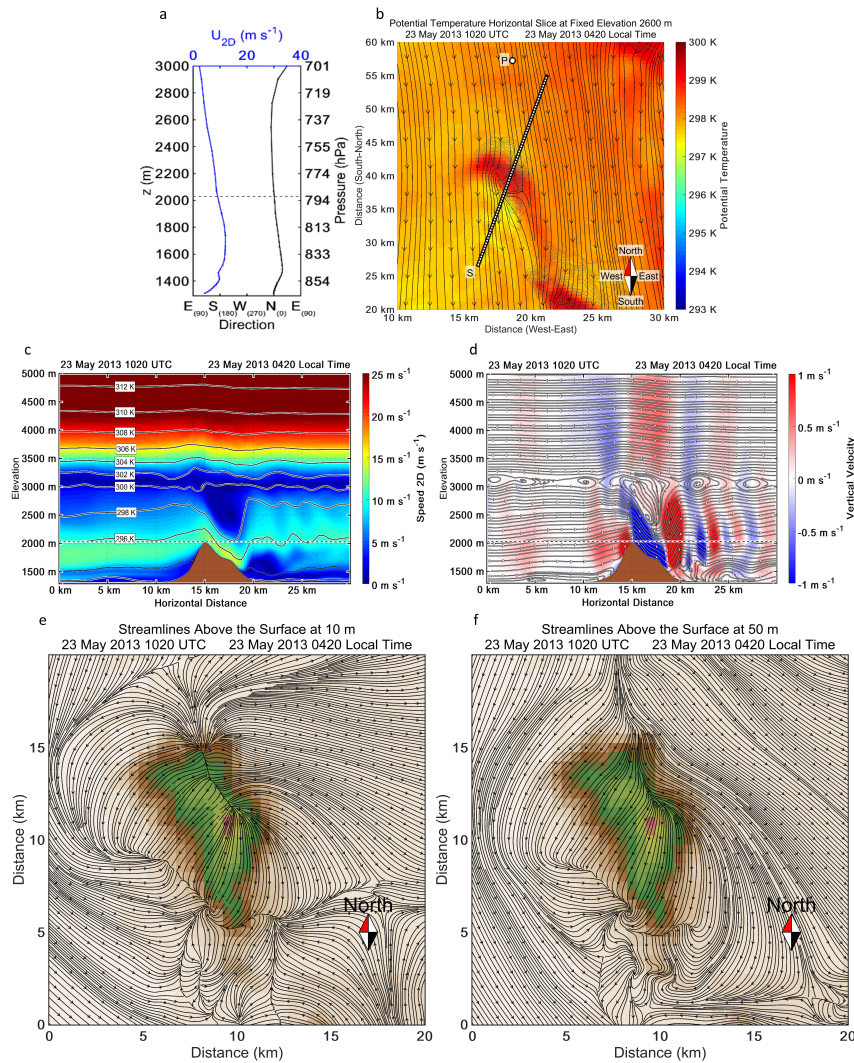 a
U2D (m s-1)
0 20 40
3000 701
2800 719
2600 737
2400 755
2200 774
2000 794
1800 813
1600 833
1400 854
z (m)
Pressure (hPa)
E(90) S(180) W(270) N(0) E(90)
Direction
b
Potential Temperature Horizontal Slice at Fixed Elevation 2600 m
23 May 2013 1020 UTC 23 May 2013 0420 Local Time
60 km
55 km
50 km
45 km
40 km
35 km
30 km
25 km
20 km
Distance (South-North)
P
S
North
West East
South
10 km 15 km 20 km 25 km 30 km
Distance (West-East)
300 K
299 K
298 K
297 K
296 K
295 K
294 K
293 K
Potential Temperature
c
23 May 2013 1020 UTC 23 May 2013 0420 Local Time
5000 m
4500 m
4000 m
3500 m
3000 m
2500 m
2000 m
1500 m
Elevation
312 K
310 K
308 K
306 K
304 K
302 K
300 K
298 K
296 K
0 km 5 km 10 km 15 km 20 km 25 km
Horizontal Distance
25 m s-1
20 m s-1
15 m s-1
10 m s-1
5 m s-1
0 m s-1
Speed 2D (m s-1)
d
23 May 2013 1020 UTC 23 May 2013 0420 Local Time
5000 m
4500 m
4000 m
3500 m
3000 m
2500 m
2000 m
1500 m
Elevation
0 km 5 km 10 km 15 km 20 km 25 km
Horizontal Distance
1 m s-1
0.5 m s-1
0 m s-1
-0.5 m s-1
-1 m s-1
Vertical Velocity
e
Streamlines Above the Surface at 10 m
23 May 2013 1020 UTC 23 May 2013 0420 Local Time
15
10
5
0
Distance (km)
North
0 5 10 15 20
Distance (km)
f
Streamlines Above the Surface at 50 m
23 May 2013 1020 UTC 23 May 2013 0420 Local Time
15
10
5
0
Distance (km)
North
0 5 10 15 20
Distance (km)